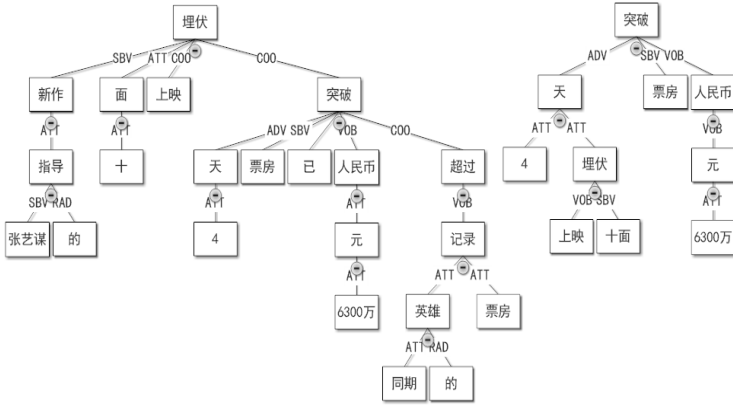 埋伏 突破
SBV ATT COO COO ADV SBV VOB
新作 面 上映 突破 天 票房 人民币
ATT ATT ADV SBV VOB COO ATT ATT VOB
指导 十 天 票房 已 人民币 超过 4 埋伏 元
SBV RAD ATT ATT VOB VOB SBV ATT
张艺谋 的 4 元 记录 上映 十面 6300万
ATT ATT ATT
6300万 英雄 票房
ATT RAD
同期 的